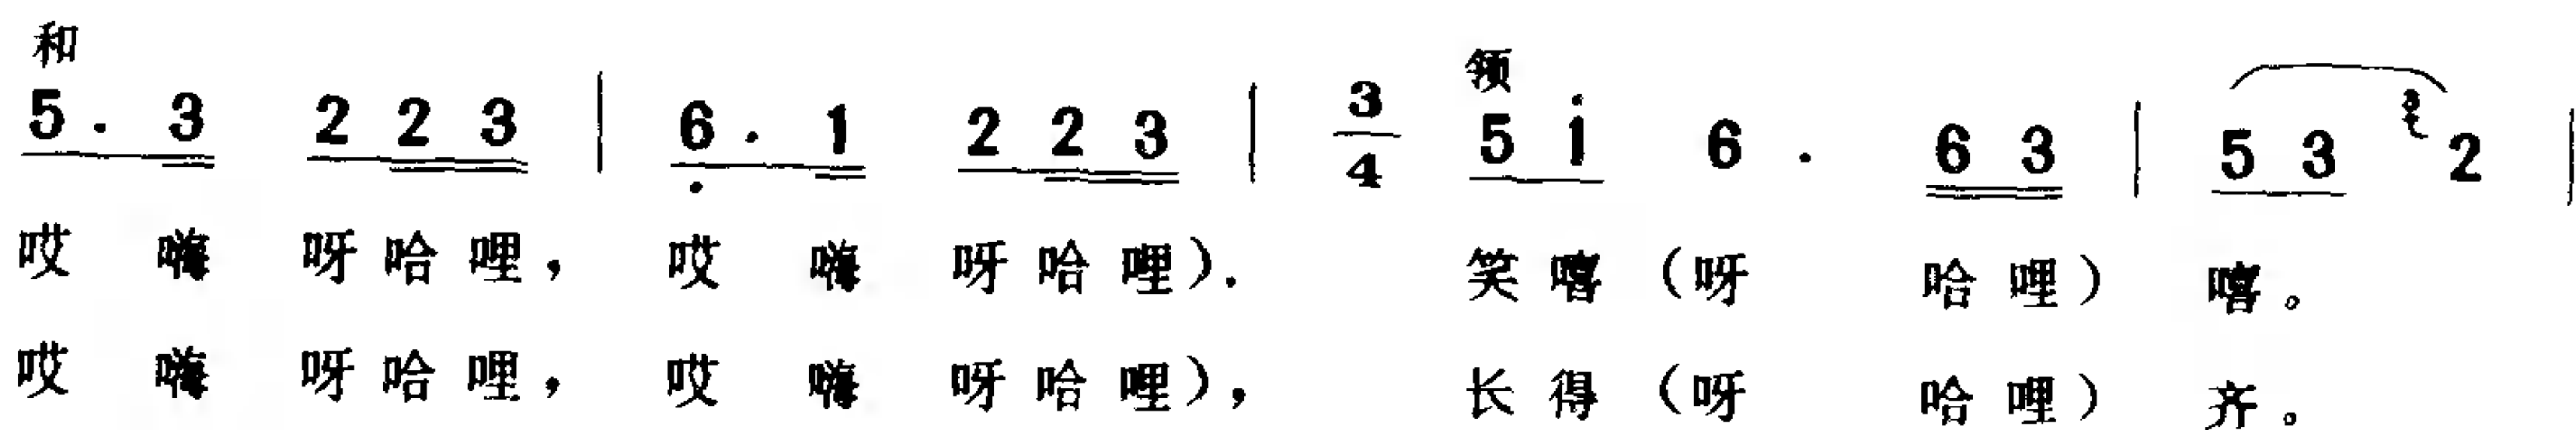 和 领
5 . 3 2 2 3 | 6 . 1 2 2 3 | 3/4 5 i 6 . 6 3 | 5 3 3 2 |
哎 嗨 呀 哈 哩， 哎 嗨 呀 哈 哩）. 笑 嘻（呀 哈 哩） 嘻。
哎 嗨 呀 哈 哩， 哎 嗨 呀 哈 哩）， 长 得（呀 哈 哩） 齐。